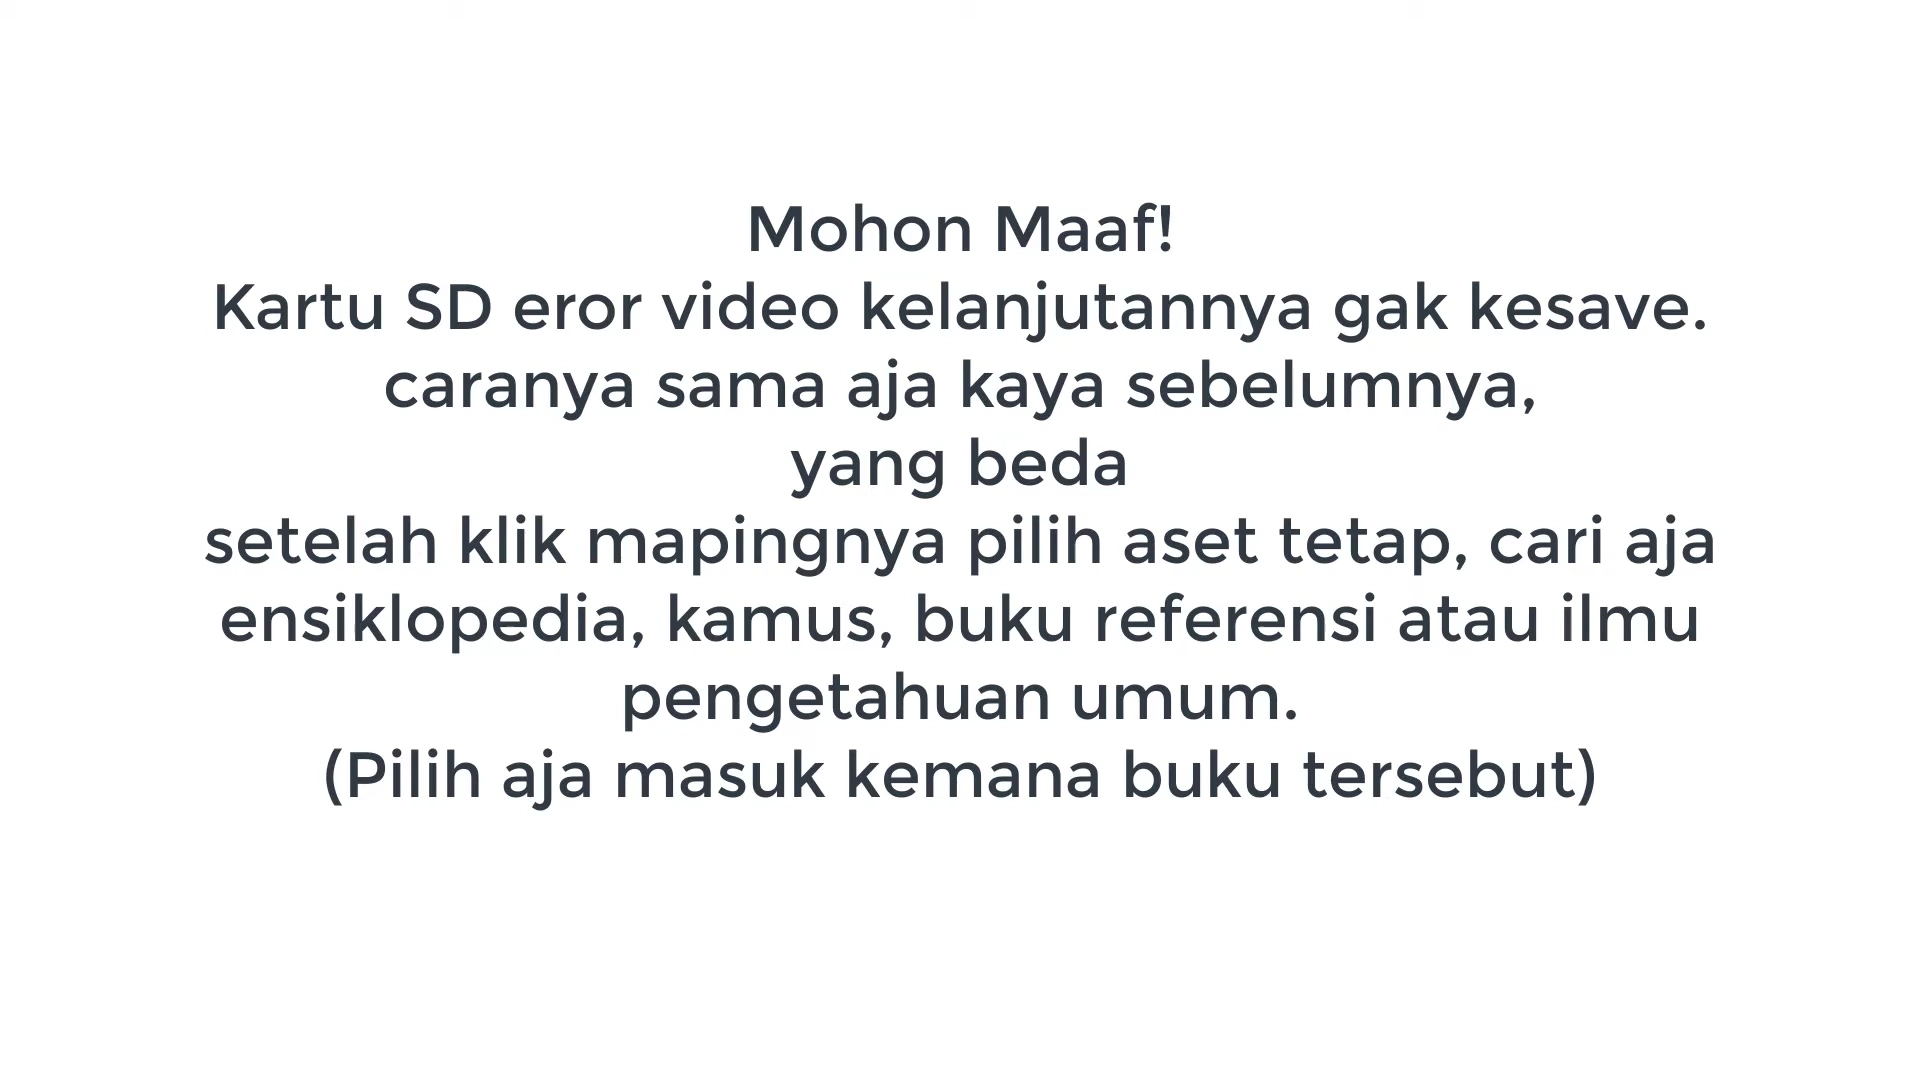 Mohon Maaf!
Kartu SD eror video kelanjutannya gak kesave.
caranya sama aja kaya sebelumnya,
yang beda
setelah klik mapingnya pilih aset tetap, cari aja
ensiklopedia, kamus, buku referensi atau ilmu
pengetahuan umum.
(Pilih aja masuk kemana buku tersebut)